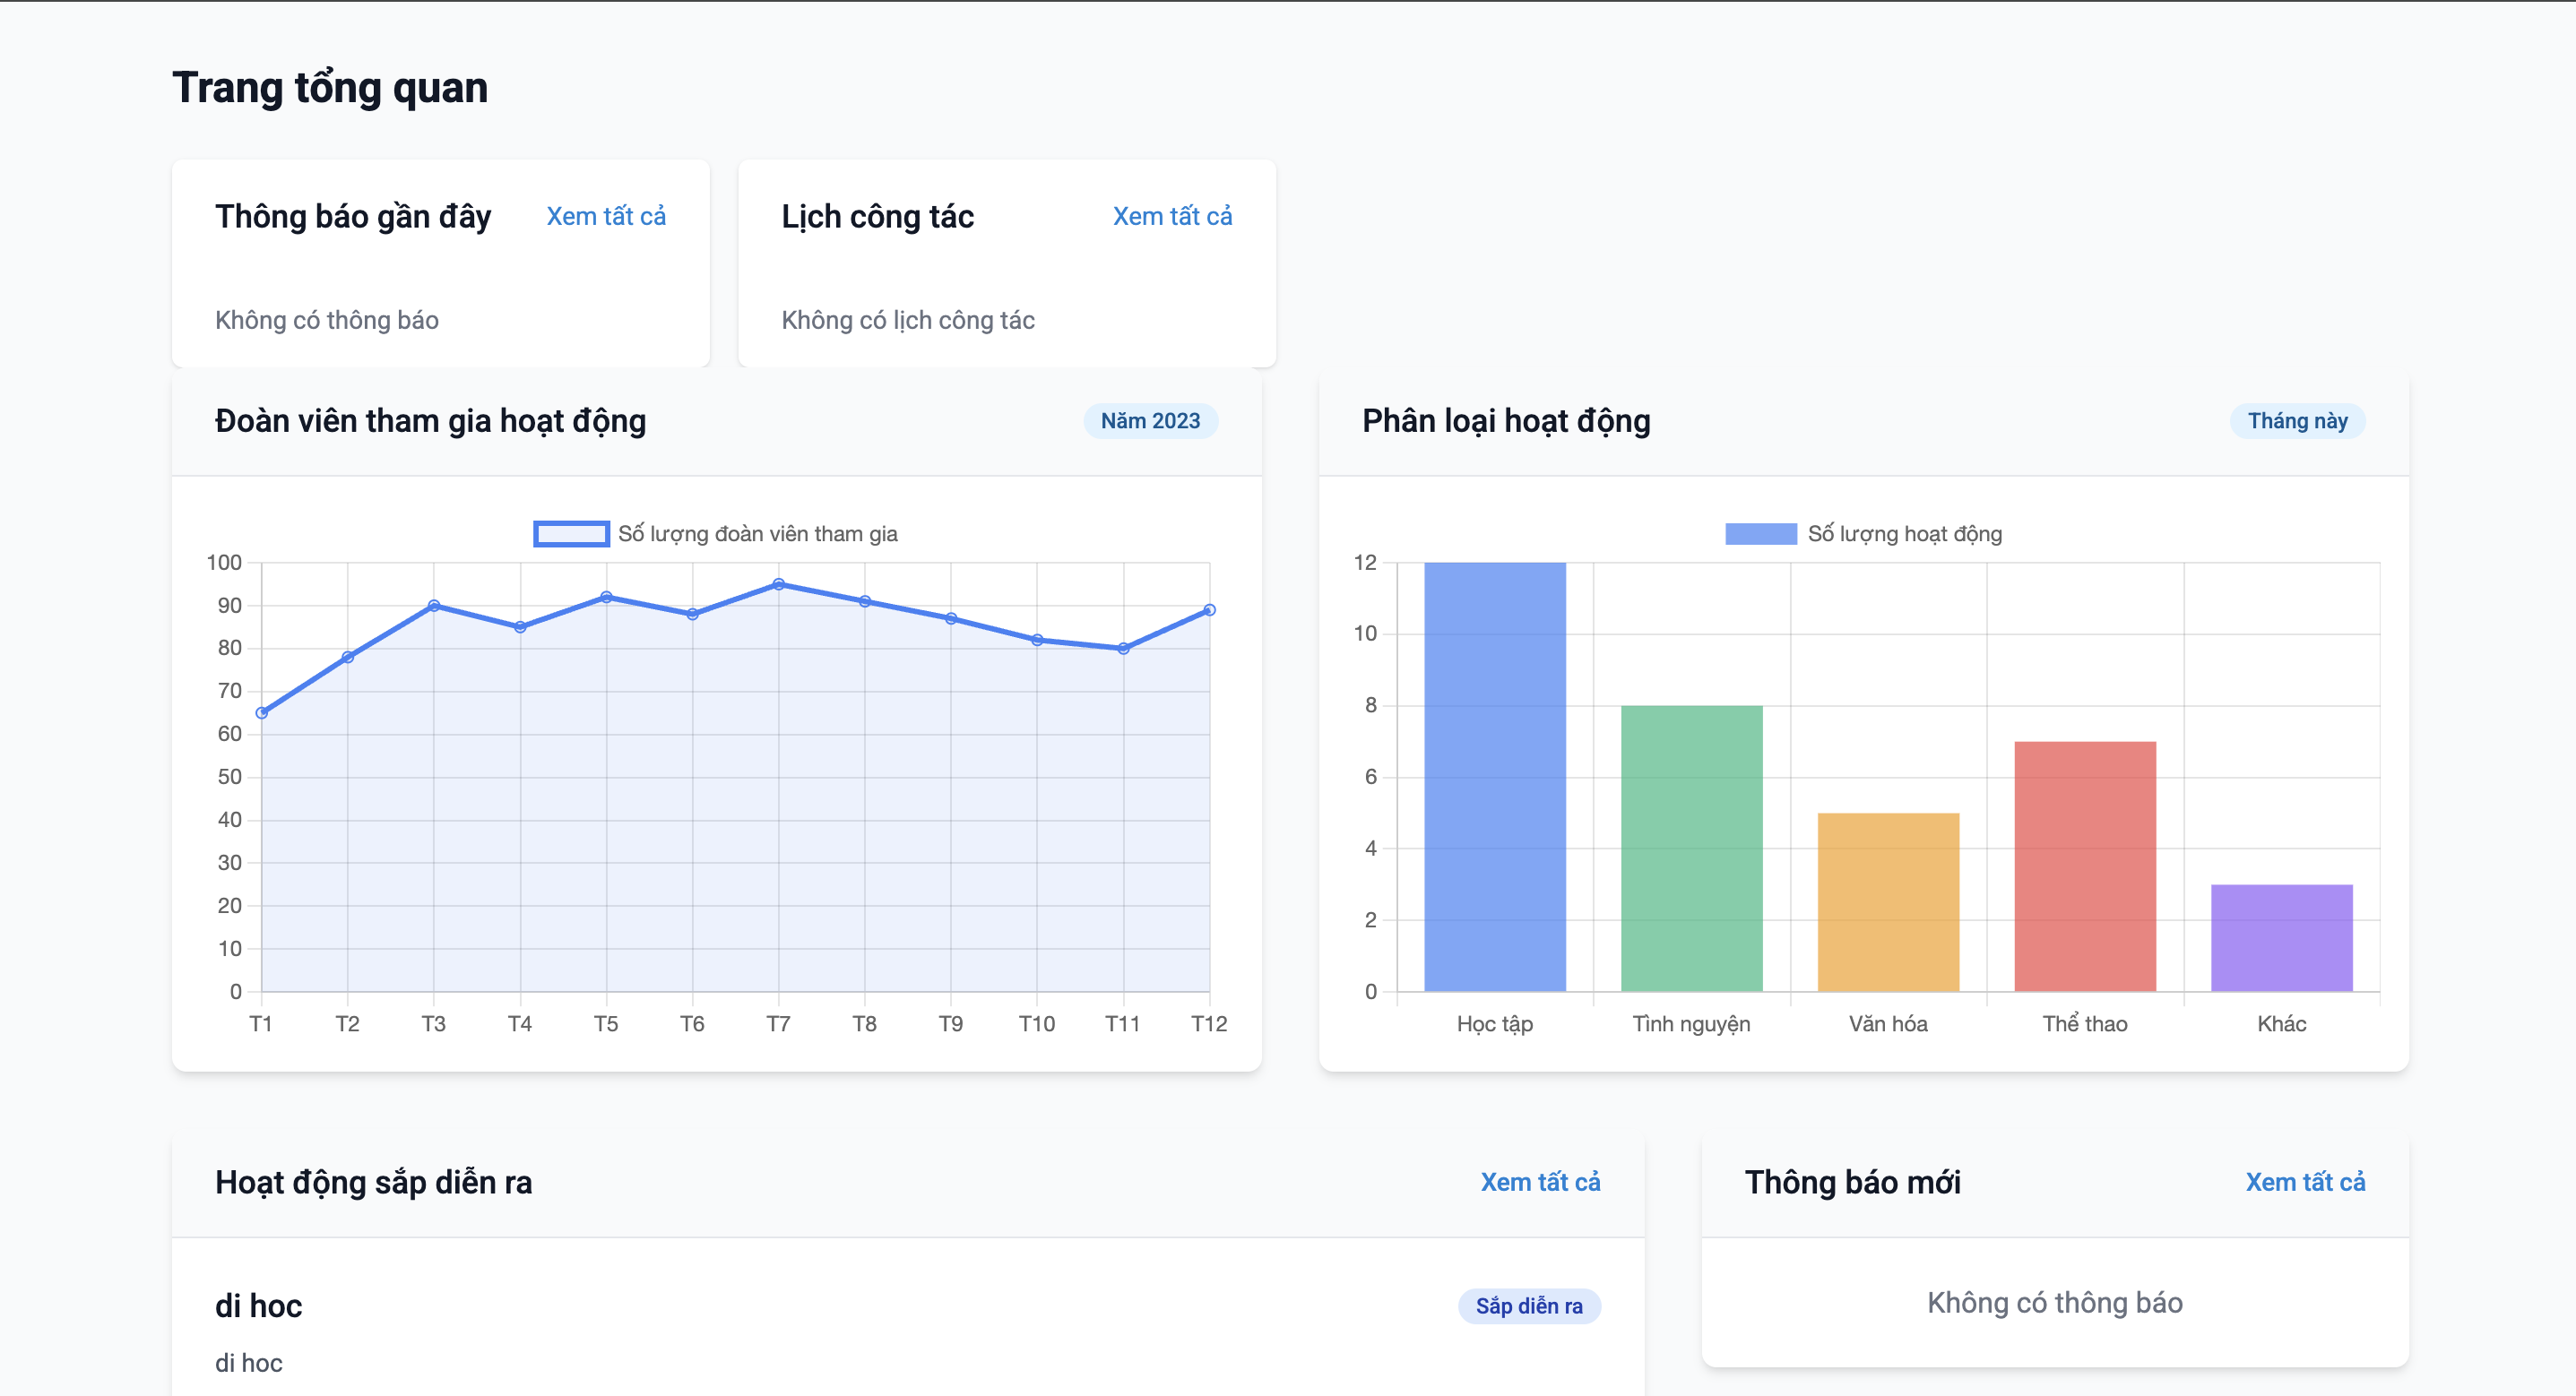 Trang tổng quan
Thông báo gần đây
Xem tất cả
Không có thông báo
Lịch công tác
Xem tất cả
Không có lịch công tác
Đoàn viên tham gia hoạt động
Năm 2023
Số lượng đoàn viên tham gia
100
90
80
70
60
50
40
30
20
10
0
T1 T2 T3 T4 T5 T6 T7 T8 T9 T10 T11 T12
Phân loại hoạt động
Tháng này
Số lượng hoạt động
12
10
8
6
4
2
0
Học tập Tình nguyện Văn hóa Thể thao Khác
Hoạt động sắp diễn ra
Xem tất cả
di hoc
Sắp diễn ra
di hoc
Thông báo mới
Xem tất cả
Không có thông báo